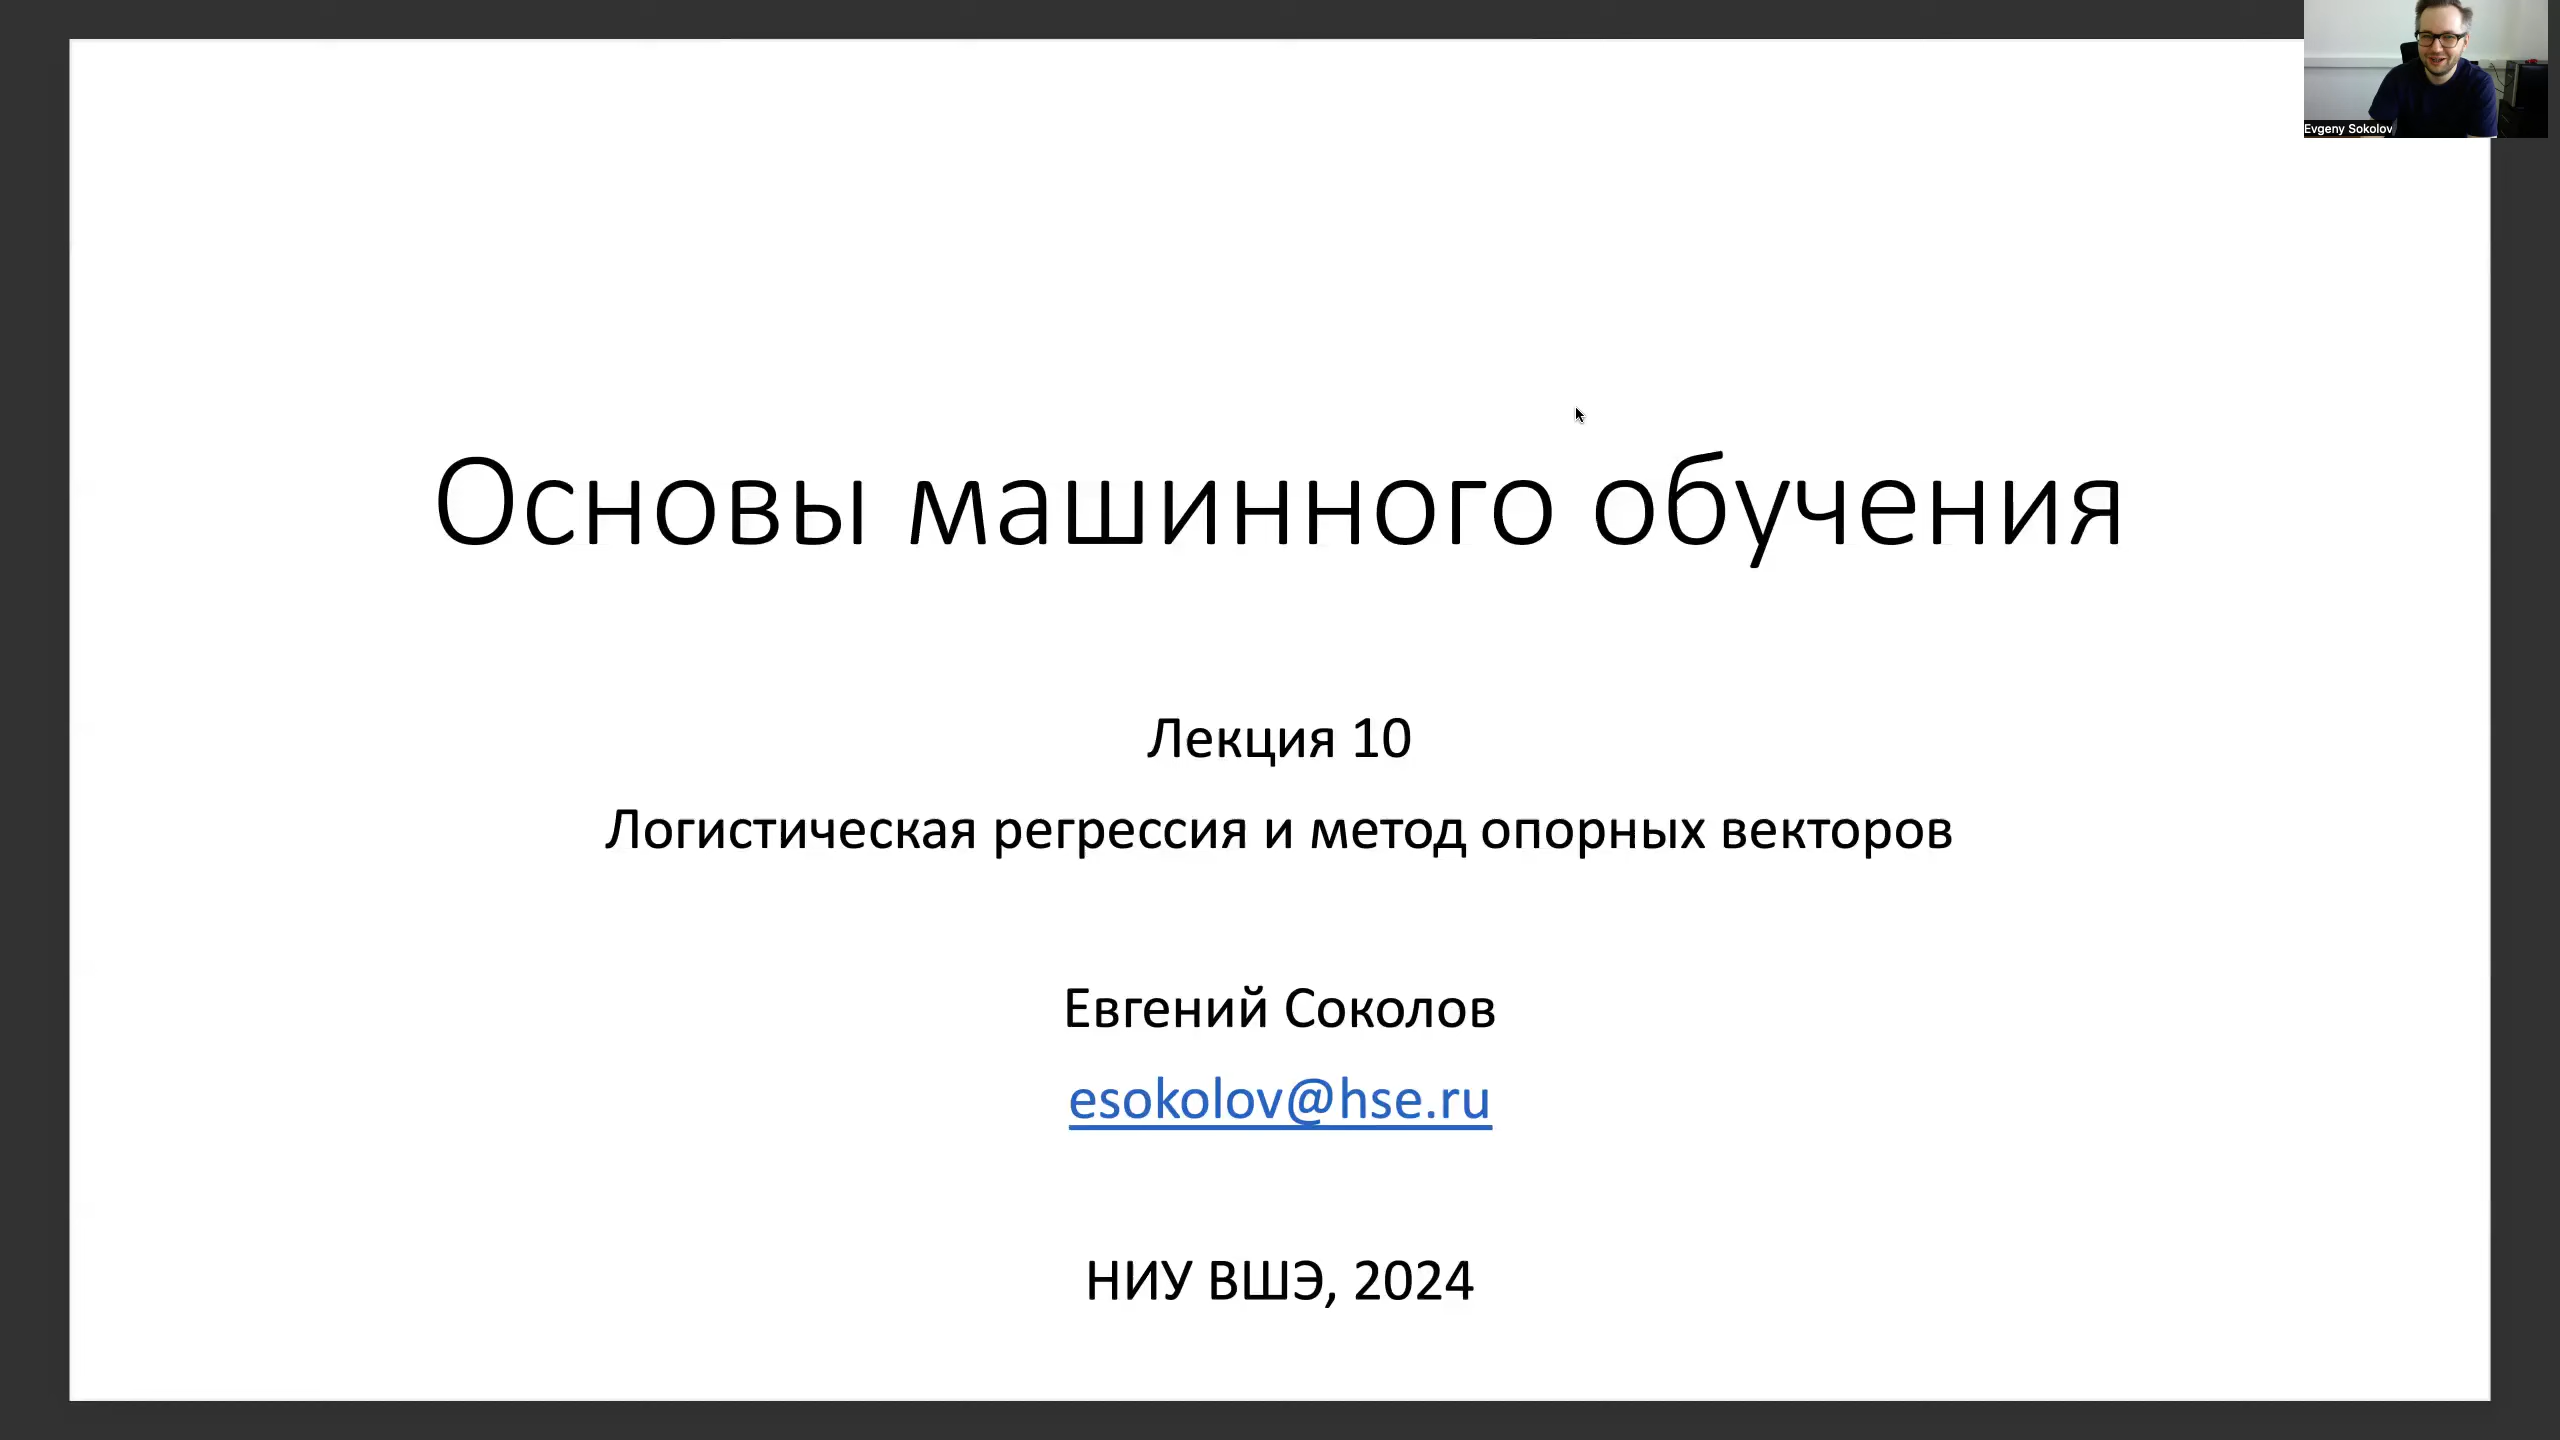 Evgeny Sokolov
Основы машинного обучения
Лекция 10
Логистическая регрессия и метод опорных векторов
Евгений Соколов
esokolov@hse.ru
НИУ ВШЭ, 2024